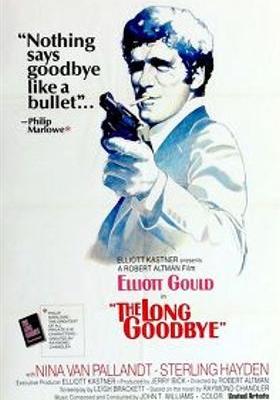 "Nothing
says
goodbye
like a
bullet"...
—Philip
Marlowe*
ELLIOTT KASTNER presents
A ROBERT ALTMAN Film
ELLIOTT GOULD
in
"THE LONG
GOODBYE"
NINA VAN PALLANDT - STERLING HAYDEN
Executive Producer ELLIOTT KASTNER Produced by JERRY BICK Directed by ROBERT ALTMAN
Screenplay by LEIGH BRACKETT Based on the novel by RAYMOND CHANDLER
Music Composed and Conducted by JOHN T. WILLIAMS COLOR United Artists